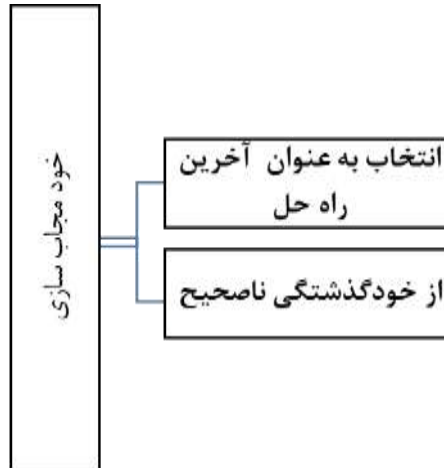 خود مجاب سازی
انتخاب به عنوان آخرین
راه حل
از خودگذشتگی ناصحیح